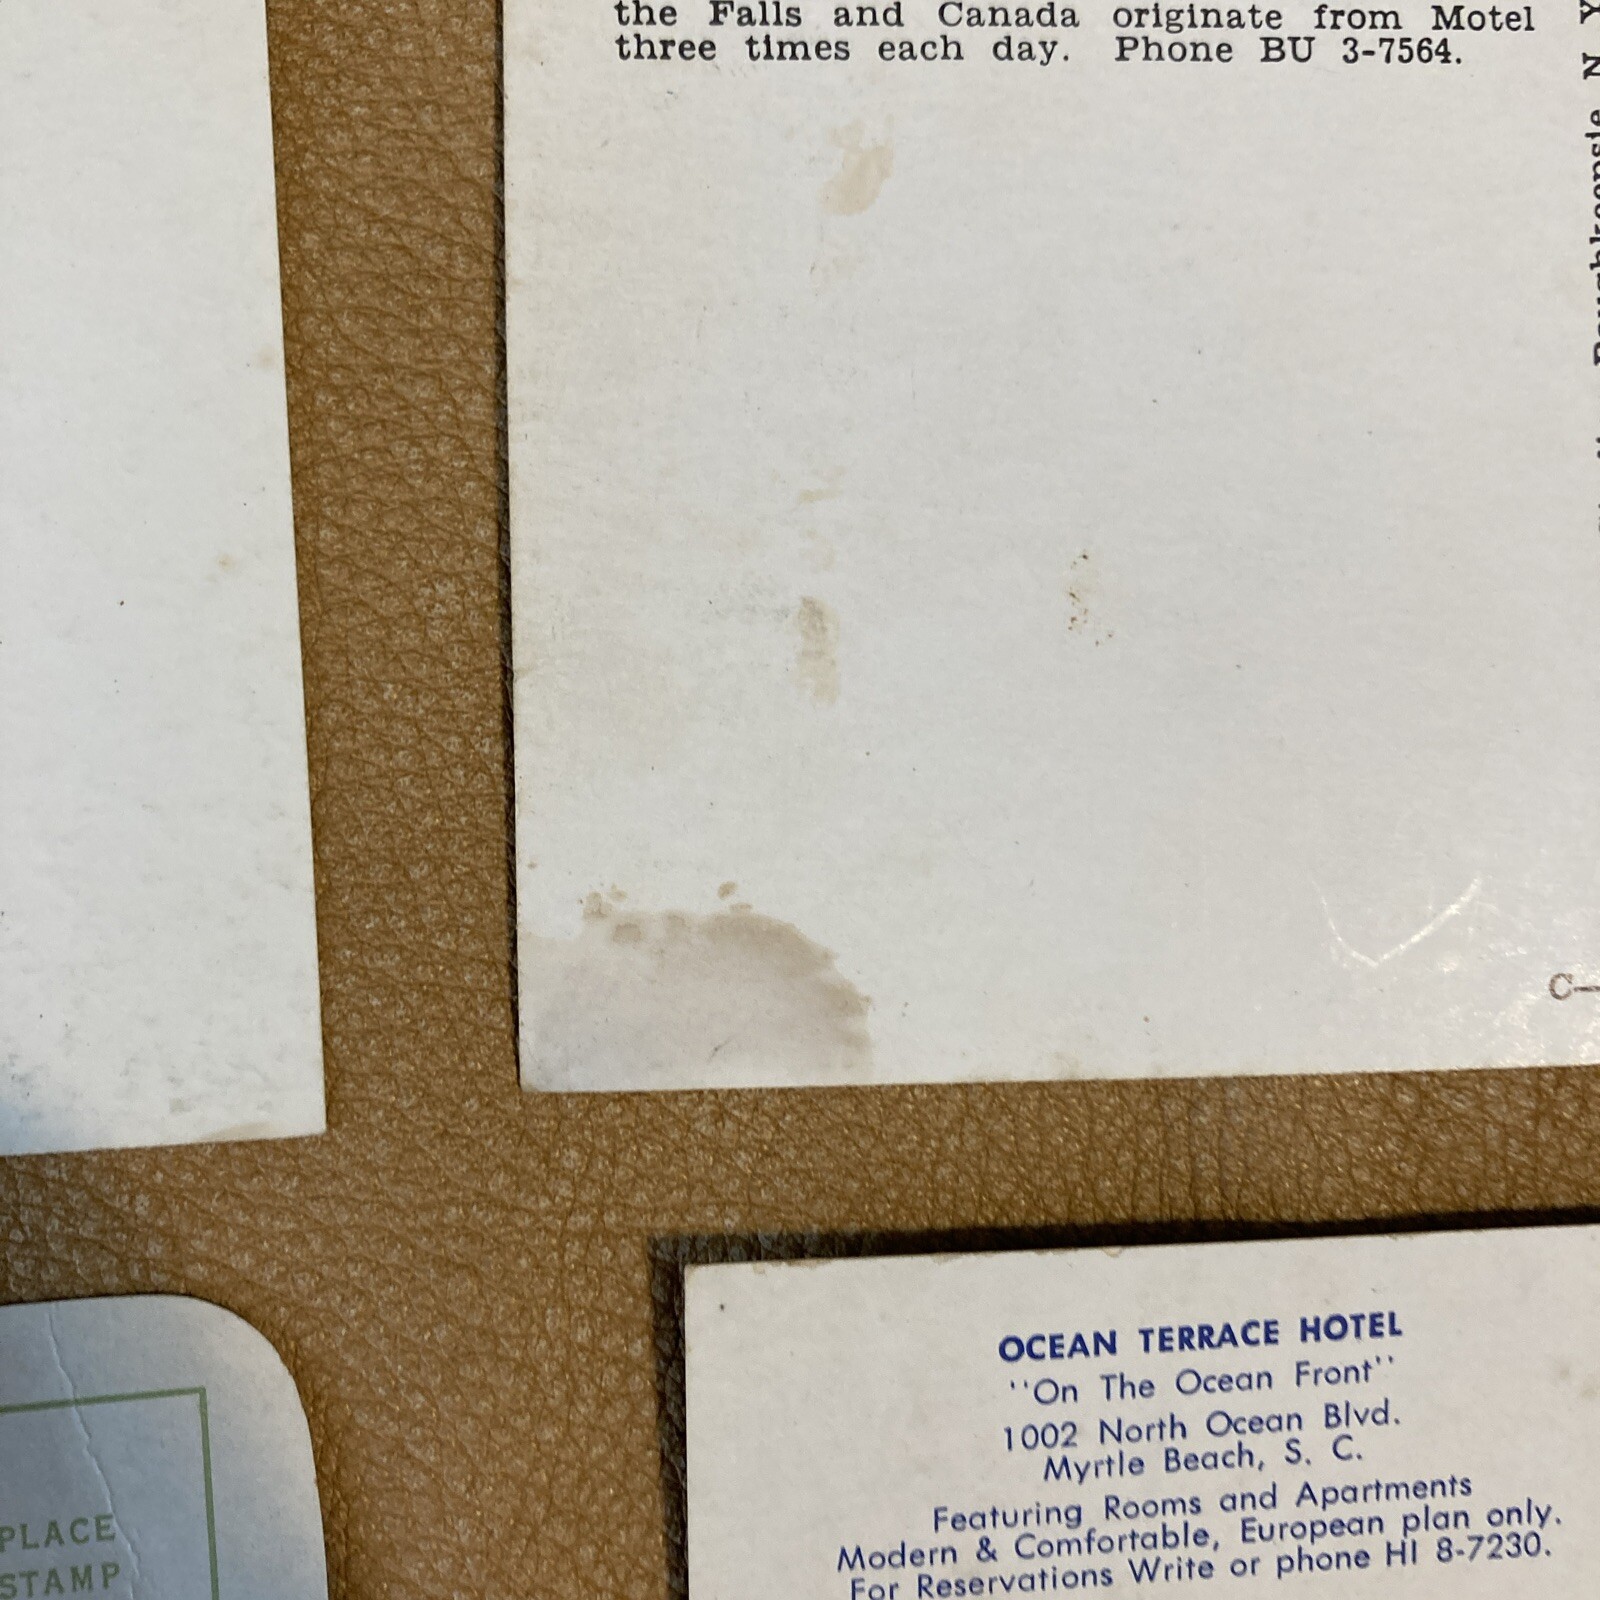 the Falls and Canada originate from Motel
three times each day. Phone BU 3-7564.
N Y
C—
OCEAN TERRACE HOTEL
''On The Ocean Front''
1002 North Ocean Blvd.
Myrtle Beach, S. C.
Featuring Rooms and Apartments
Modern & Comfortable, European plan only.
For Reservations Write or phone HI 8-7230.
PLACE
STAMP